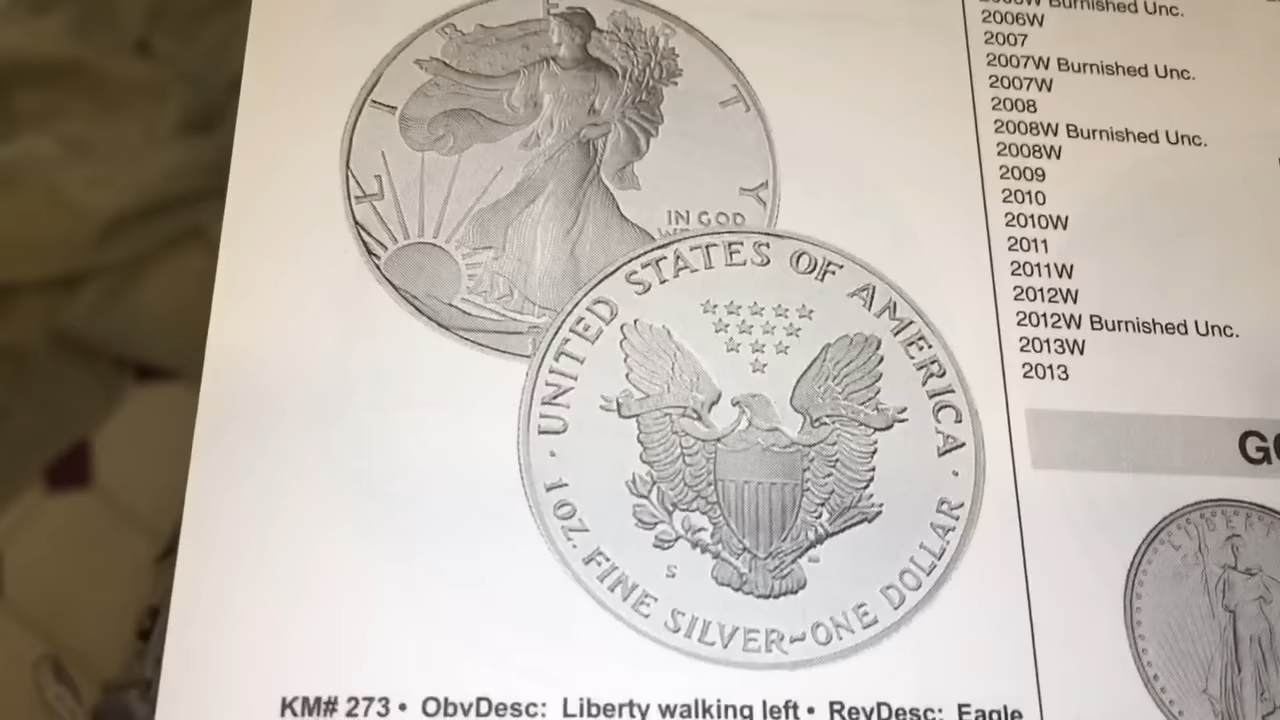 LIBERTY
IN GOD
UNITED STATES OF AMERICA
S
1 OZ. FINE SILVER~ONE DOLLAR
KM# 273 • ObvDesc: Liberty walking left • RevDesc: Eagle
Burnished Unc.
2006W
2007
2007W Burnished Unc.
2007W
2008
2008W Burnished Unc.
2008W
2009
2010
2010W
2011
2011W
2012W
2012W Burnished Unc.
2013W
2013